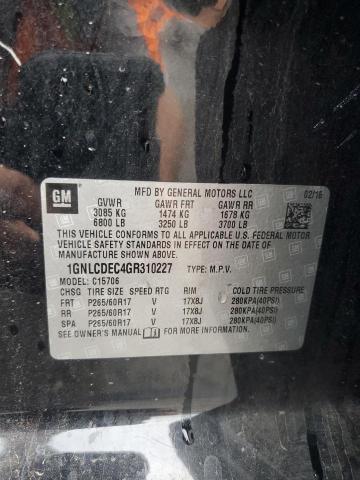 GM
MFD BY GENERAL MOTORS LLC 02/16
GVWR GAWR FRT GAWR RR
3085 KG 1474 KG 1678 KG
6800 LB 3250 LB 3700 LB
THIS VEHICLE CONFORMS TO ALL APPLICABLE U.S. FEDERAL MOTOR
VEHICLE SAFETY STANDARDS IN EFFECT ON THE DATE OF
MANUFACTURE SHOWN ABOVE.
1GNLCDEC4GR310227 TYPE: M.P.V.
MODEL: C15706
CHSG TIRE SIZE SPEED RTG RIM COLD TIRE PRESSURE
FRT P265/60R17 V 17X8J 280KPA(40PSI)
RR P265/60R17 V 17X8J 280KPA(40PSI)
SPA P265/60R17 V 17X8J 280KPA(40PSI)
SEE OWNER'S MANUAL FOR MORE INFORMATION.